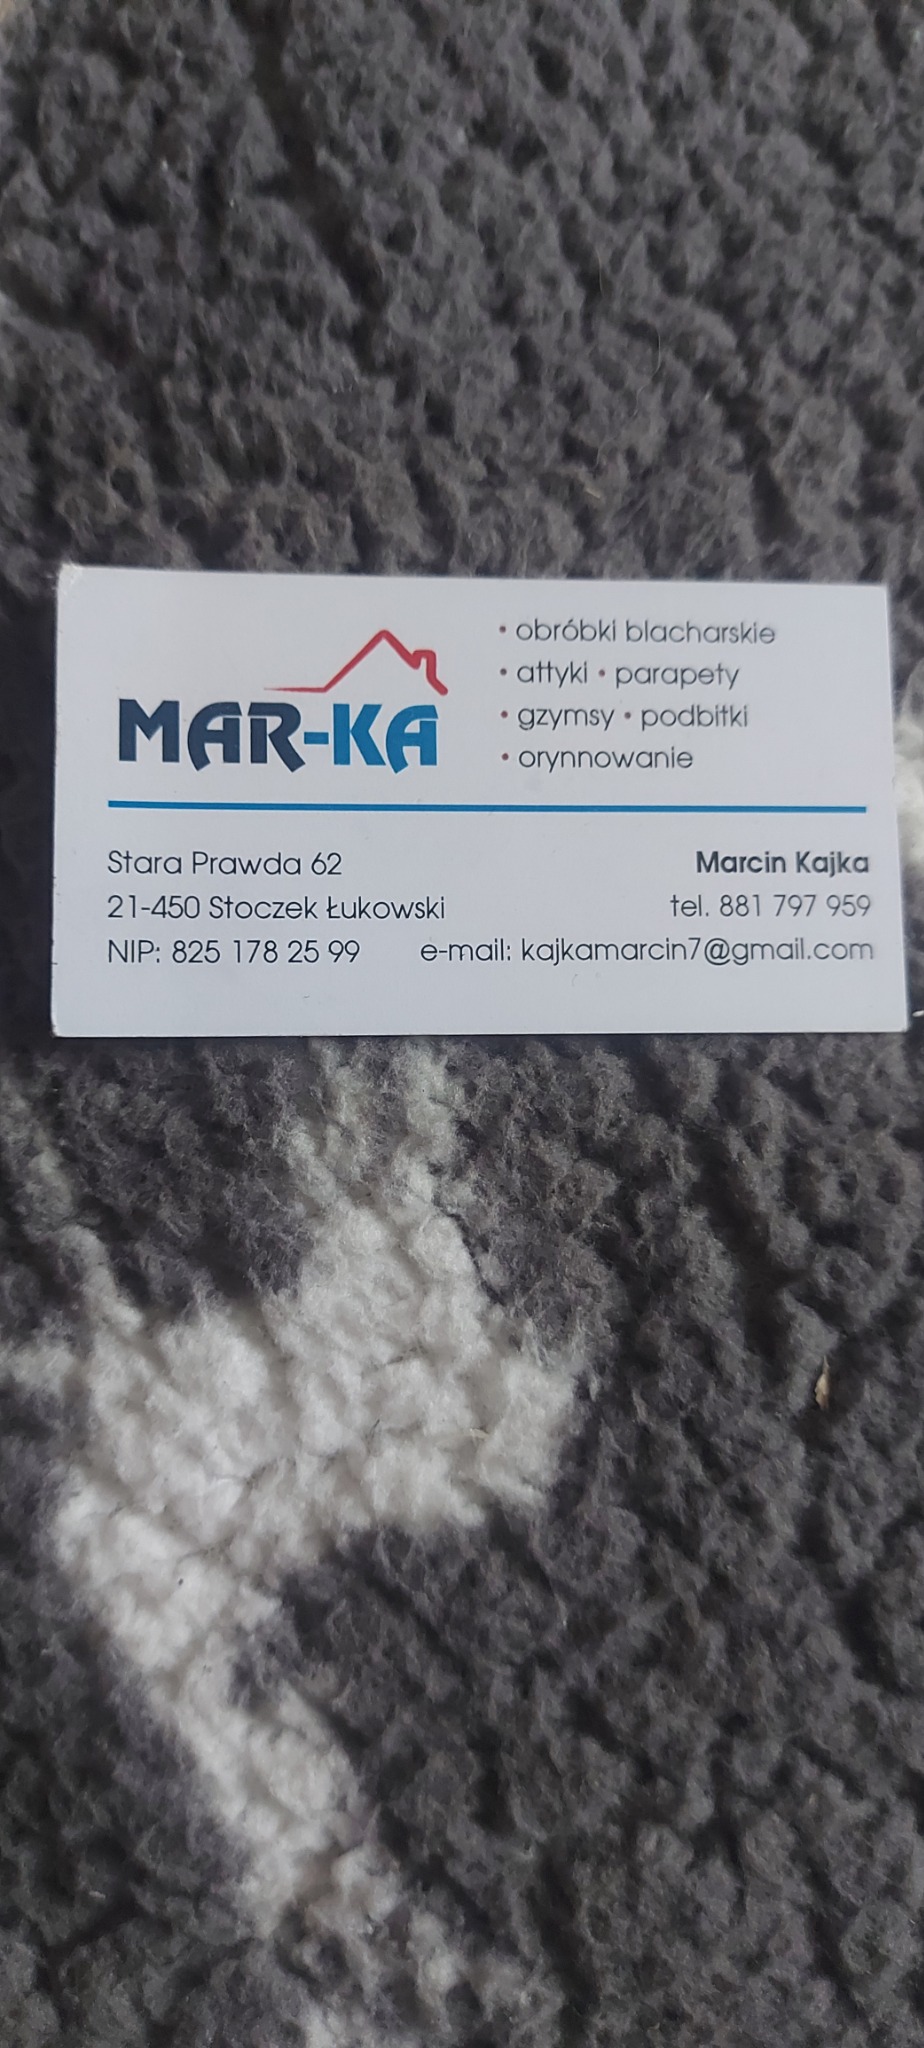 MAR-KA
• obróbki blacharskie
• attyki • parapety
• gzymsy • podbitki
• orynnowanie
Stara Prawda 62
21-450 Stoczek Łukowski
NIP: 825 178 25 99
Marcin Kajka
tel. 881 797 959
e-mail: kajkamarcin7@gmail.com